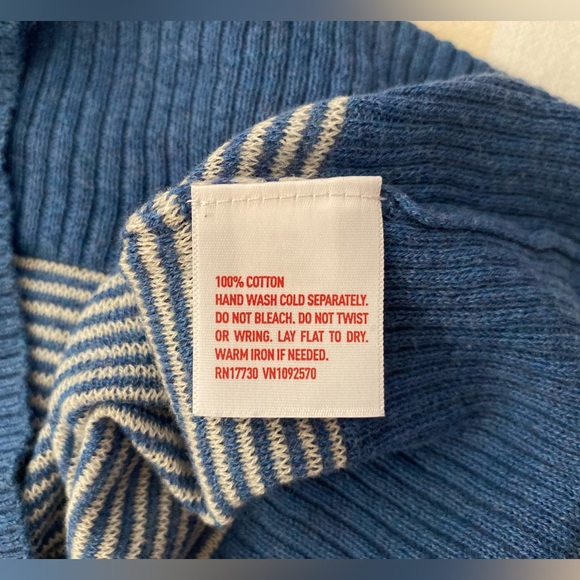 100% COTTON
HAND WASH COLD SEPARATELY.
DO NOT BLEACH. DO NOT TWIST
OR WRING. LAY FLAT TO DRY.
WARM IRON IF NEEDED.
RN17730 VN1092570